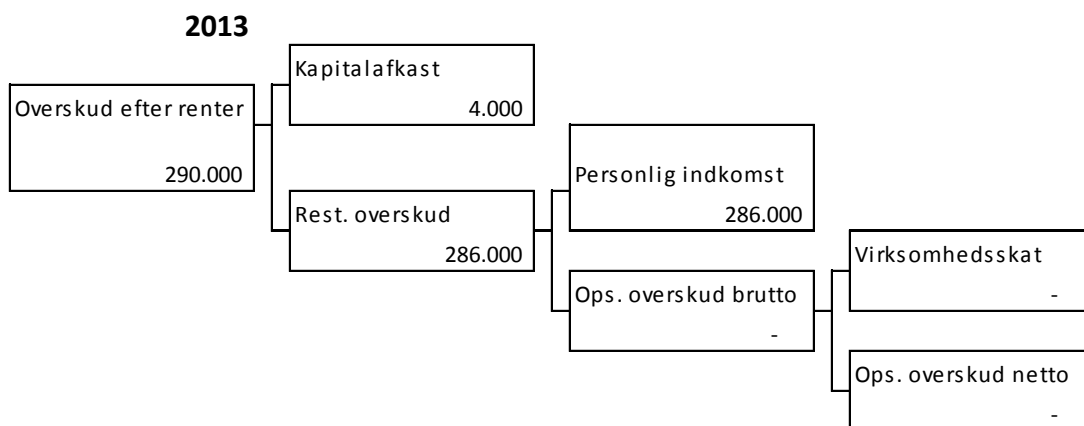 2013
Kapitalafkast
4.000
Overskud efter renter
290.000
Rest. overskud
286.000
Personlig indkomst
286.000
Ops. overskud brutto
-
Virksomhedsskat
-
Ops. overskud netto
-